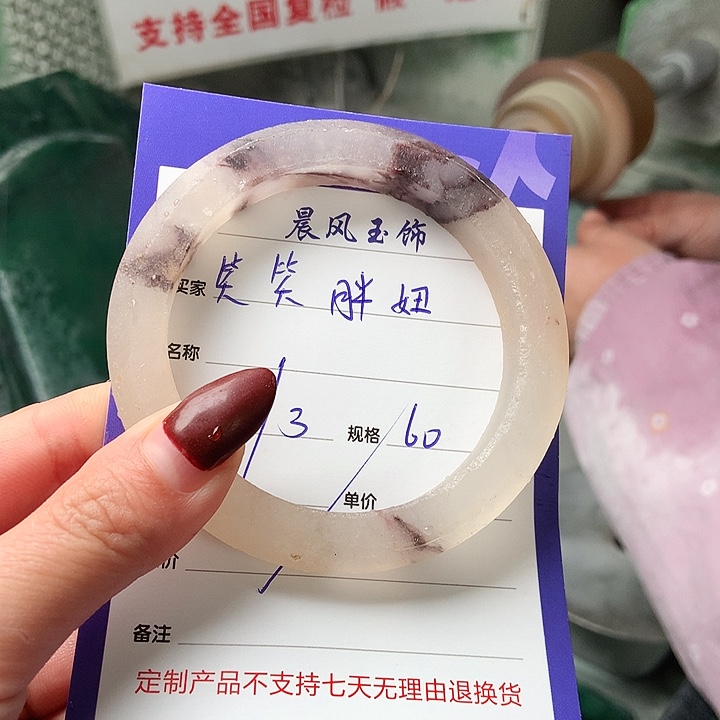 支持全国复检 假
晨风玉饰
买家 笑笑胖妞
名称
13 规格 60
单价
价
备注
定制产品不支持七天无理由退换货